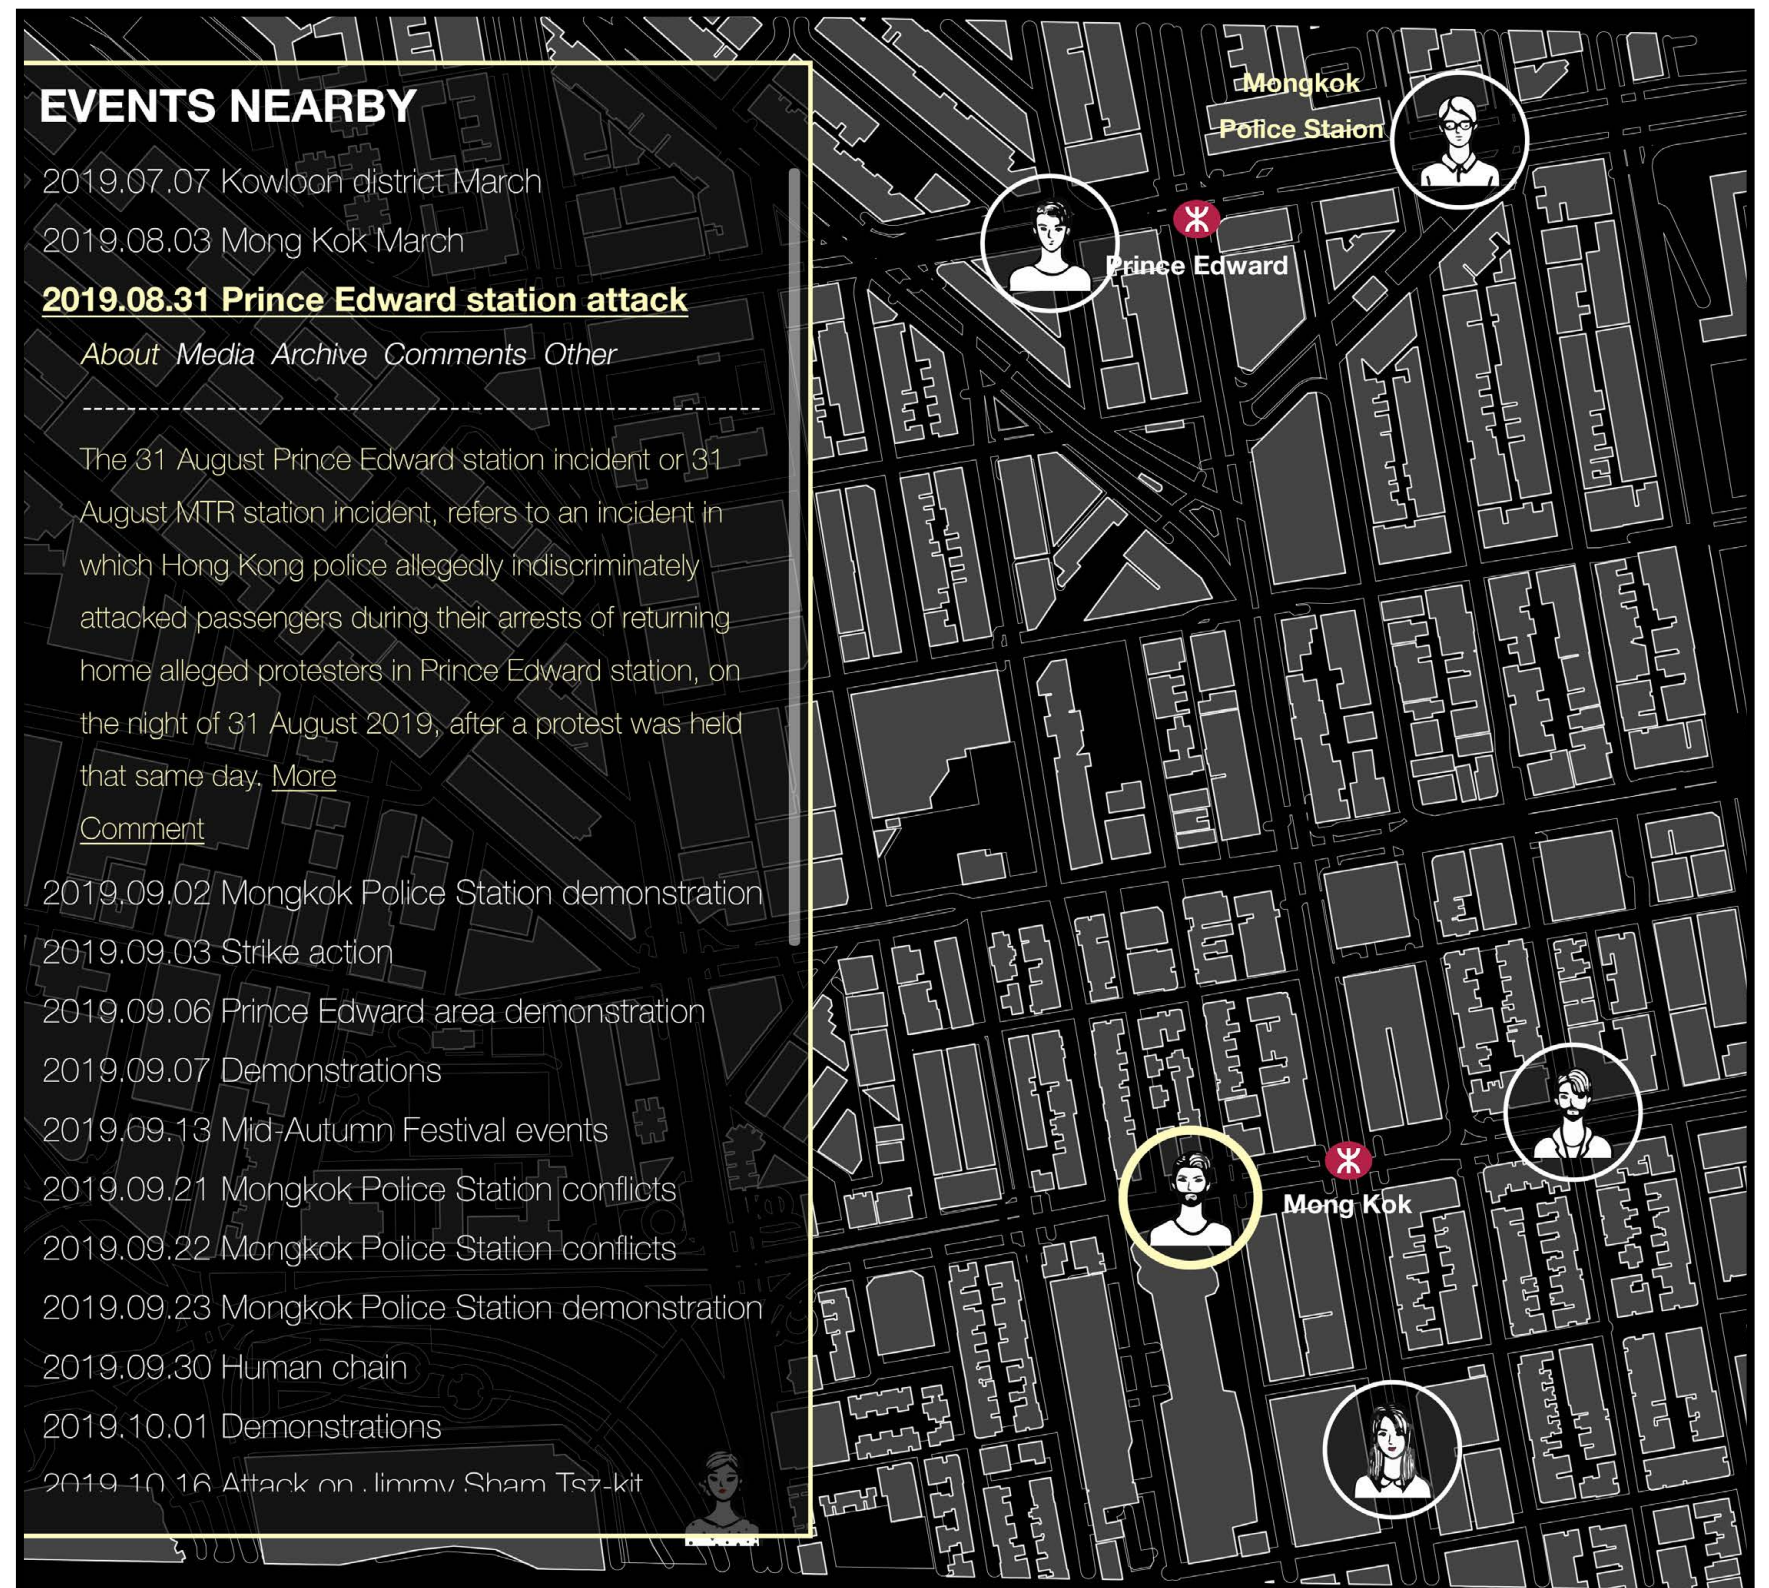 EVENTS NEARBY
2019.07.07 Kowloon district March
2019.08.03 Mong Kok March
2019.08.31 Prince Edward station attack
About Media Archive Comments Other
The 31 August Prince Edward station incident or 31
August MTR station incident, refers to an incident in
which Hong Kong police allegedly indiscriminately
attacked passengers during their arrests of returning
home alleged protesters in Prince Edward station, on
the night of 31 August 2019, after a protest was held
that same day. More
Comment
2019.09.02 Mongkok Police Station demonstration
2019.09.03 Strike action
2019.09.06 Prince Edward area demonstration
2019.09.07 Demonstrations
2019.09.13 Mid-Autumn Festival events
2019.09.21 Mongkok Police Station conflicts
2019.09.22 Mongkok Police Station conflicts
2019.09.23 Mongkok Police Station demonstration
2019.09.30 Human chain
2019.10.01 Demonstrations
2019.10.16 Attack on Jimmy Sham Tsz-kit
Mongkok
Police Staion
Prince Edward
Mong Kok